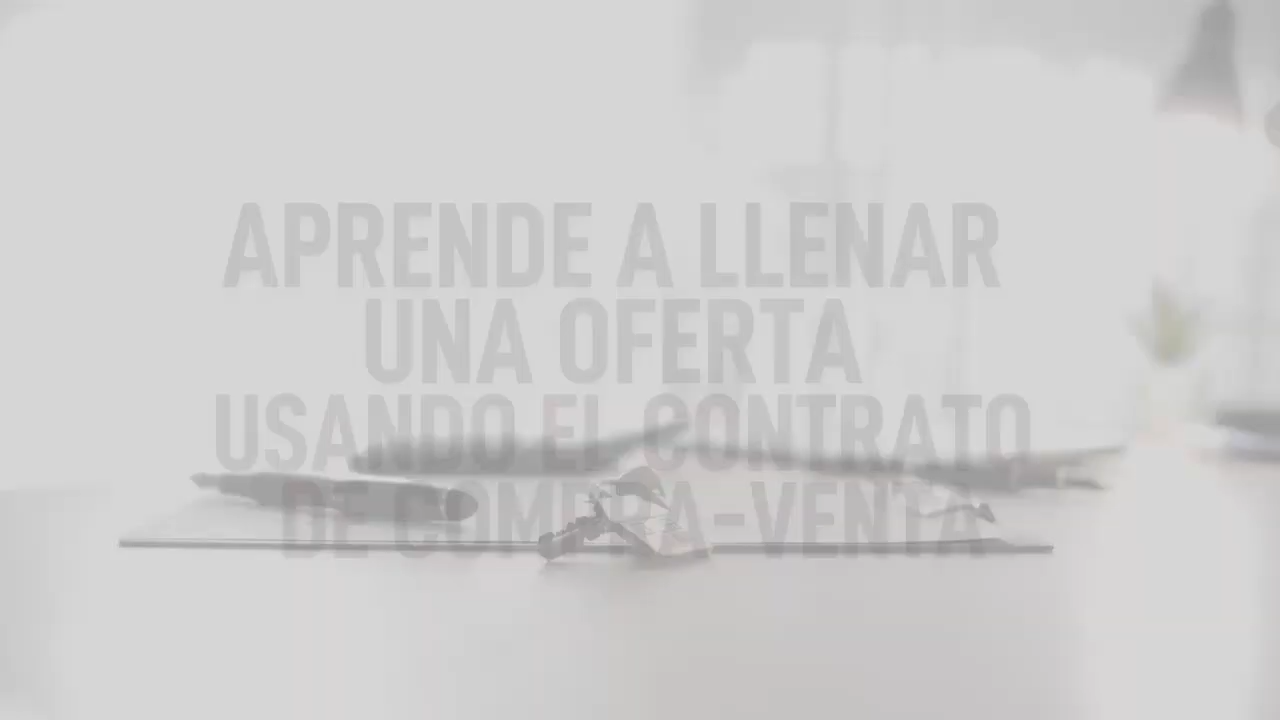 APRENDE A LLENAR
UNA OFERTA
USANDO EL CONTRATO
DE COMPRA-VENTA